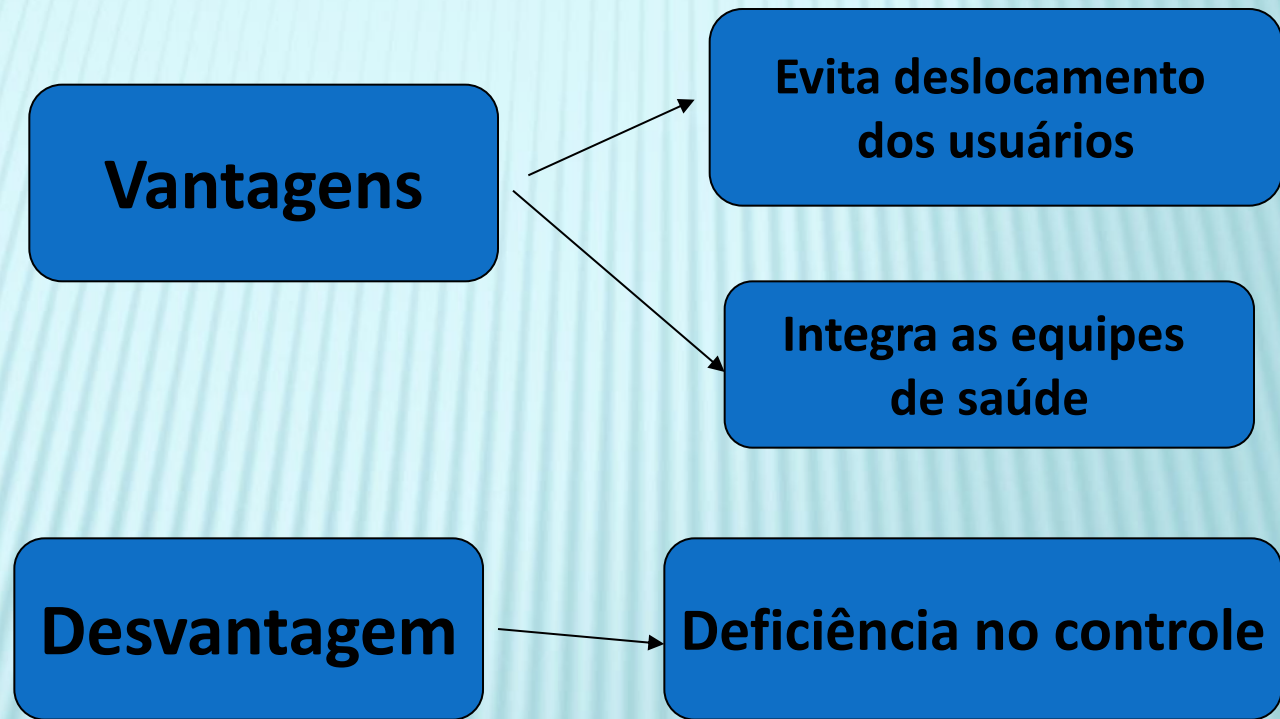 Vantagens
Evita deslocamento
dos usuários
Integra as equipes
de saúde
Desvantagem
Deficiência no controle